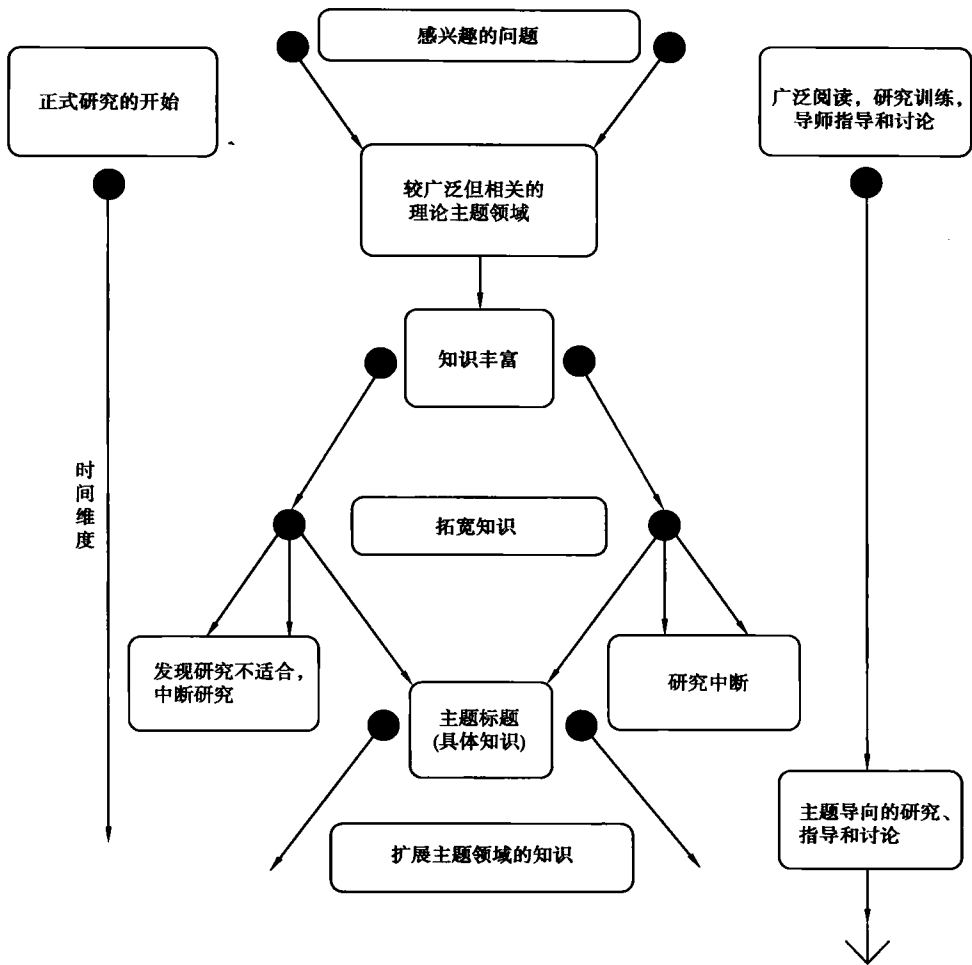 感兴趣的问题
正式研究的开始
广泛阅读，研究训练，
导师指导和讨论
较广泛但相关的
理论主题领域
知识丰富
时
间
维
度
拓宽知识
发现研究不适合，
中断研究
研究中断
主题标题
(具体知识)
主题导向的研究、
指导和讨论
扩展主题领域的知识